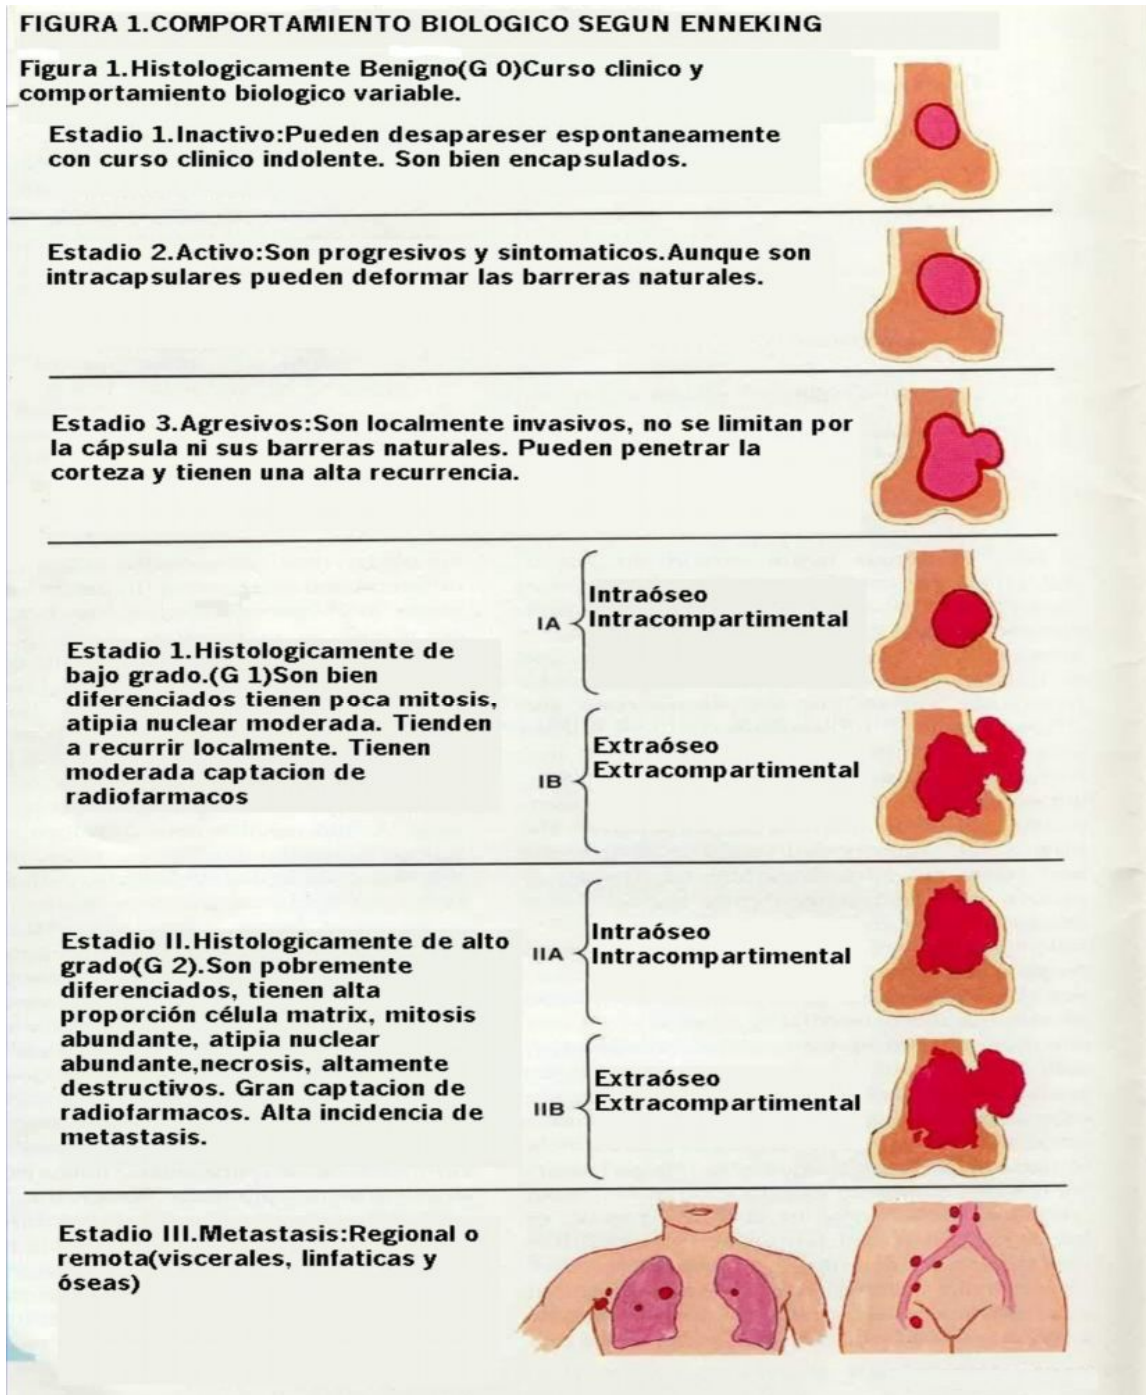 FIGURA 1.COMPORTAMIENTO BIOLOGICO SEGUN ENNEKING
Figura 1.Histologicamente Benigno(G 0)Curso clinico y
comportamiento biologico variable.
Estadio 1.Inactivo:Pueden desapareser espontaneamente
con curso clinico indolente. Son bien encapsulados.
Estadio 2.Activo:Son progresivos y sintomaticos.Aunque son
intracapsulares pueden deformar las barreras naturales.
Estadio 3.Agresivos:Son localmente invasivos, no se limitan por
la cápsula ni sus barreras naturales. Pueden penetrar la
corteza y tienen una alta recurrencia.
Estadio 1.Histologicamente de
bajo grado.(G 1)Son bien
diferenciados tienen poca mitosis,
atipia nuclear moderada. Tienden
a recurrir localmente. Tienen
moderada captacion de
radiofarmacos
IA
Intraóseo
Intracompartimental
IB
Extraóseo
Extracompartimental
Estadio II.Histologicamente de alto
grado(G 2).Son pobremente
diferenciados, tienen alta
proporción célula matrix, mitosis
abundante, atipia nuclear
abundante,necrosis, altamente
destructivos. Gran captacion de
radiofarmacos. Alta incidencia de
metastasis.
IIA
Intraóseo
Intracompartimental
IIB
Extraóseo
Extracompartimental
Estadio III.Metastasis:Regional o
remota(viscerales, linfaticas y
óseas)